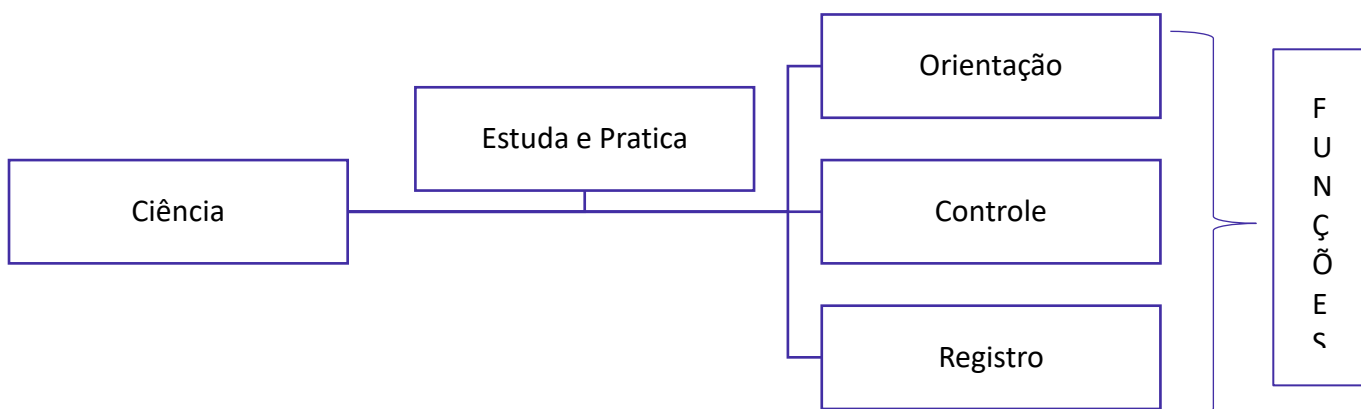 Orientação
Estuda e Pratica
Ciência
Controle
Registro
F
U
N
Ç
Õ
E
S